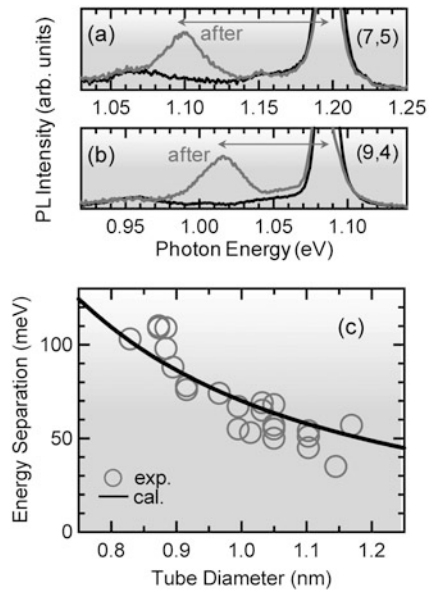 (a)
after
(7,5)
1.05 1.10 1.15 1.20 1.25
(b)
after
(9,4)
0.95 1.00 1.05 1.10
PL Intensity (arb. units)
Photon Energy (eV)
(c)
100
50
0
Energy Separation (meV)
exp.
cal.
0.8 0.9 1.0 1.1 1.2
Tube Diameter (nm)